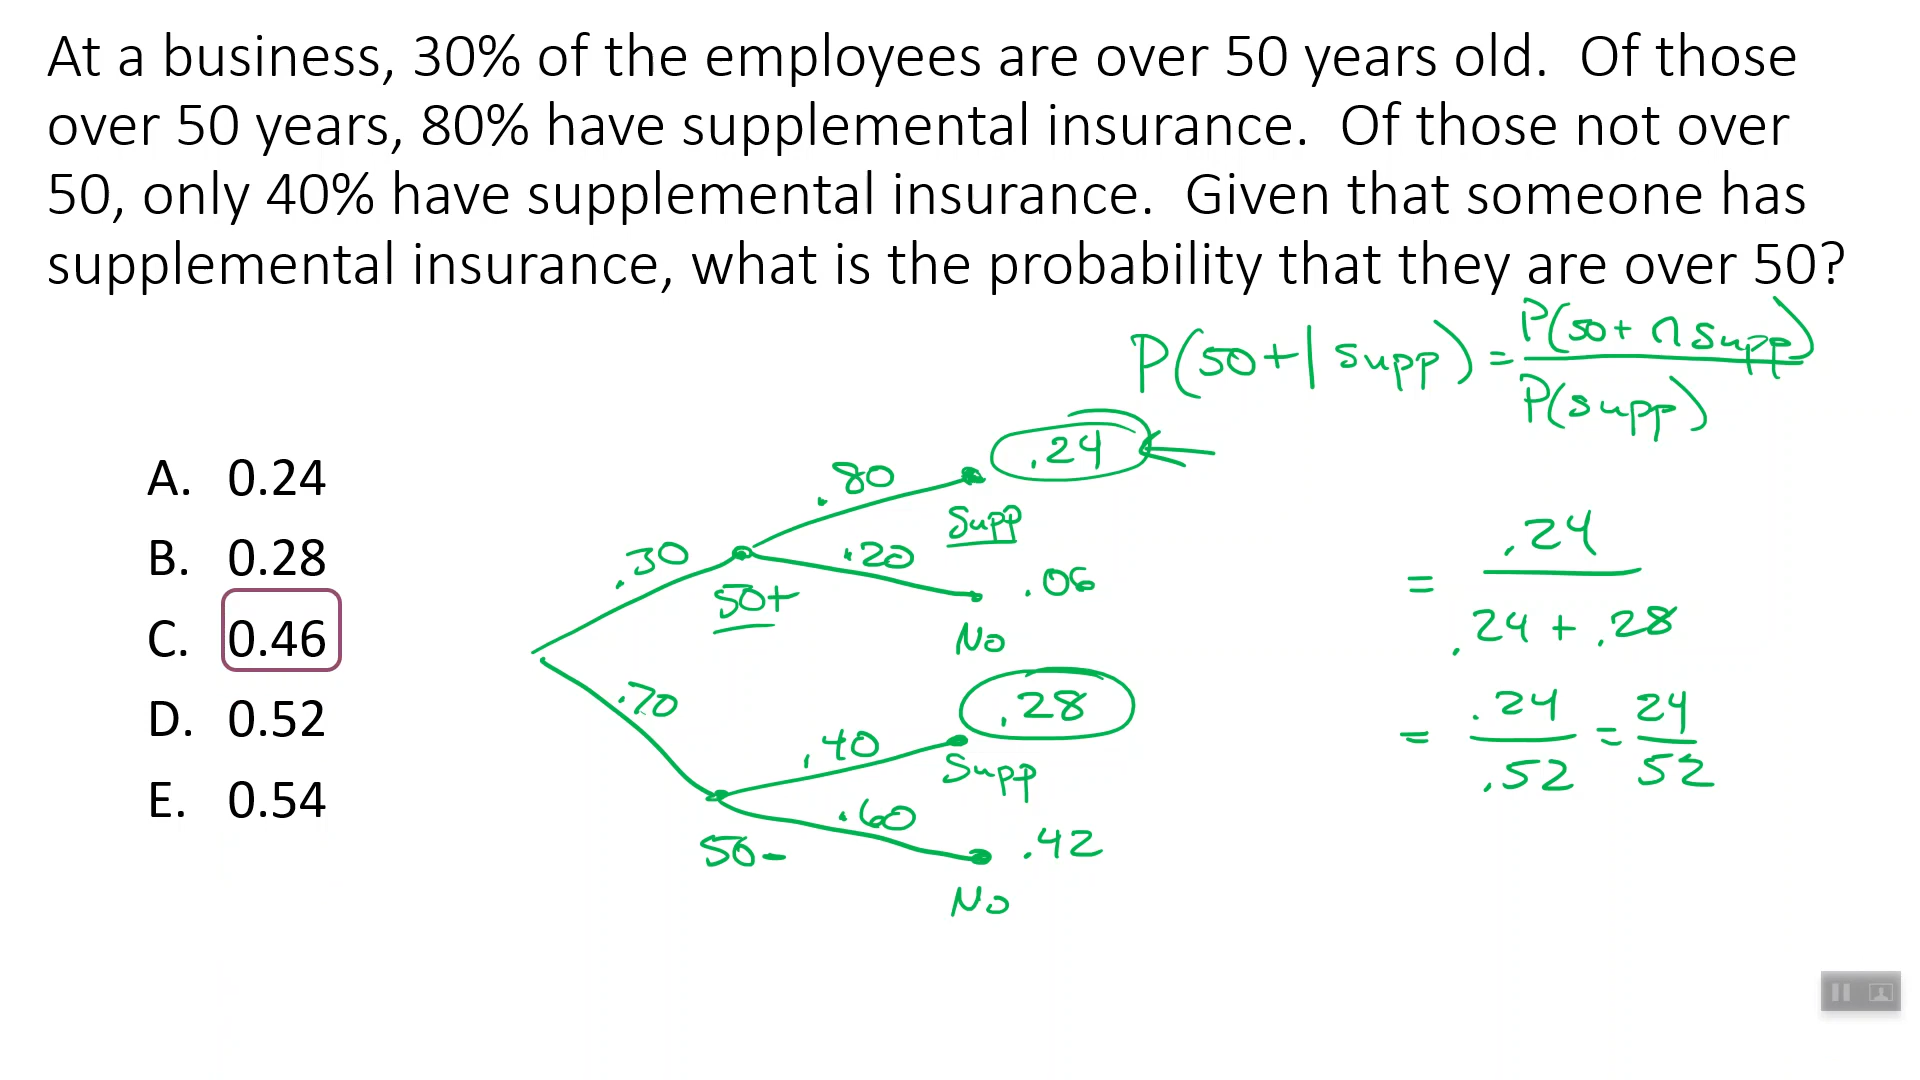 At a business, 30% of the employees are over 50 years old. Of those
over 50 years, 80% have supplemental insurance. Of those not over
50, only 40% have supplemental insurance. Given that someone has
supplemental insurance, what is the probability that they are over 50?
P(50+|supp) = P(50+ ∩ supp)
P(supp)
A. 0.24
B. 0.28
C. 0.46
D. 0.52
E. 0.54
.30
50+
.80
.24
Supp
.20
.06
No
.70
50-
.40
.28
Supp
.60
.42
No
= .24
.24 + .28
= .24 = 24
.52 52